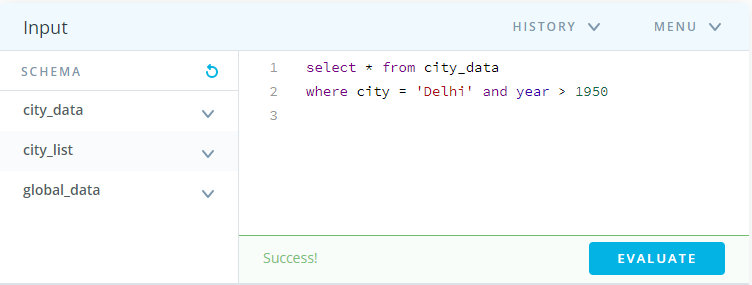 Input
HISTORY
MENU
SCHEMA
city_data
city_list
global_data
1 select * from city_data
2 where city = 'Delhi' and year > 1950
3
Success!
EVALUATE